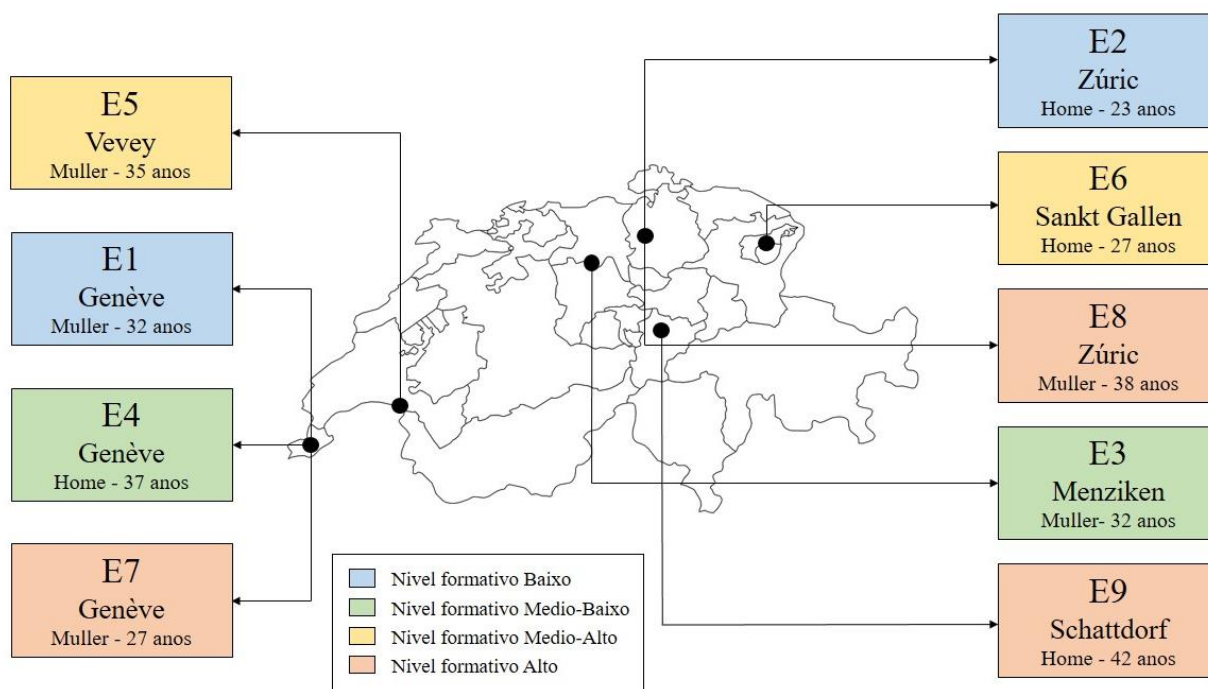 E5
Vevey
Muller - 35 anos
E1
Genève
Muller - 32 anos
E4
Genève
Home - 37 anos
E7
Genève
Muller - 27 anos
E2
Zúric
Home - 23 anos
E6
Sankt Gallen
Home - 27 anos
E8
Zúric
Muller - 38 anos
E3
Menziken
Muller- 32 anos
E9
Schattdorf
Home - 42 anos
Nivel formativo Baixo
Nivel formativo Medio-Baixo
Nivel formativo Medio-Alto
Nivel formativo Alto